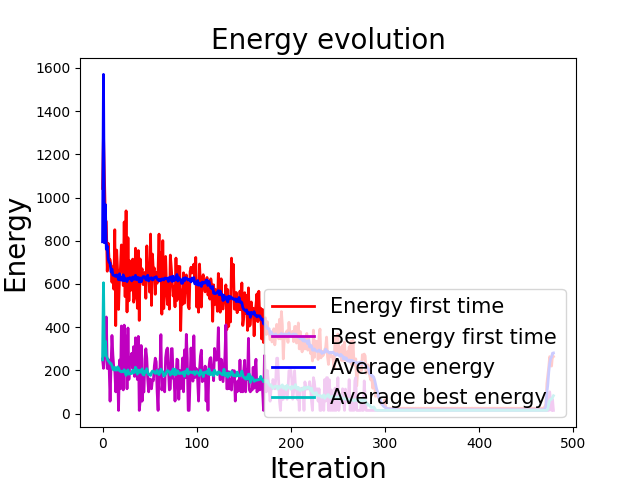 Energy evolution
1600
1400
1200
1000
800
600
400
200
0
Energy
Energy first time
Best energy first time
Average energy
Average best energy
0 100 200 300 400 500
Iteration